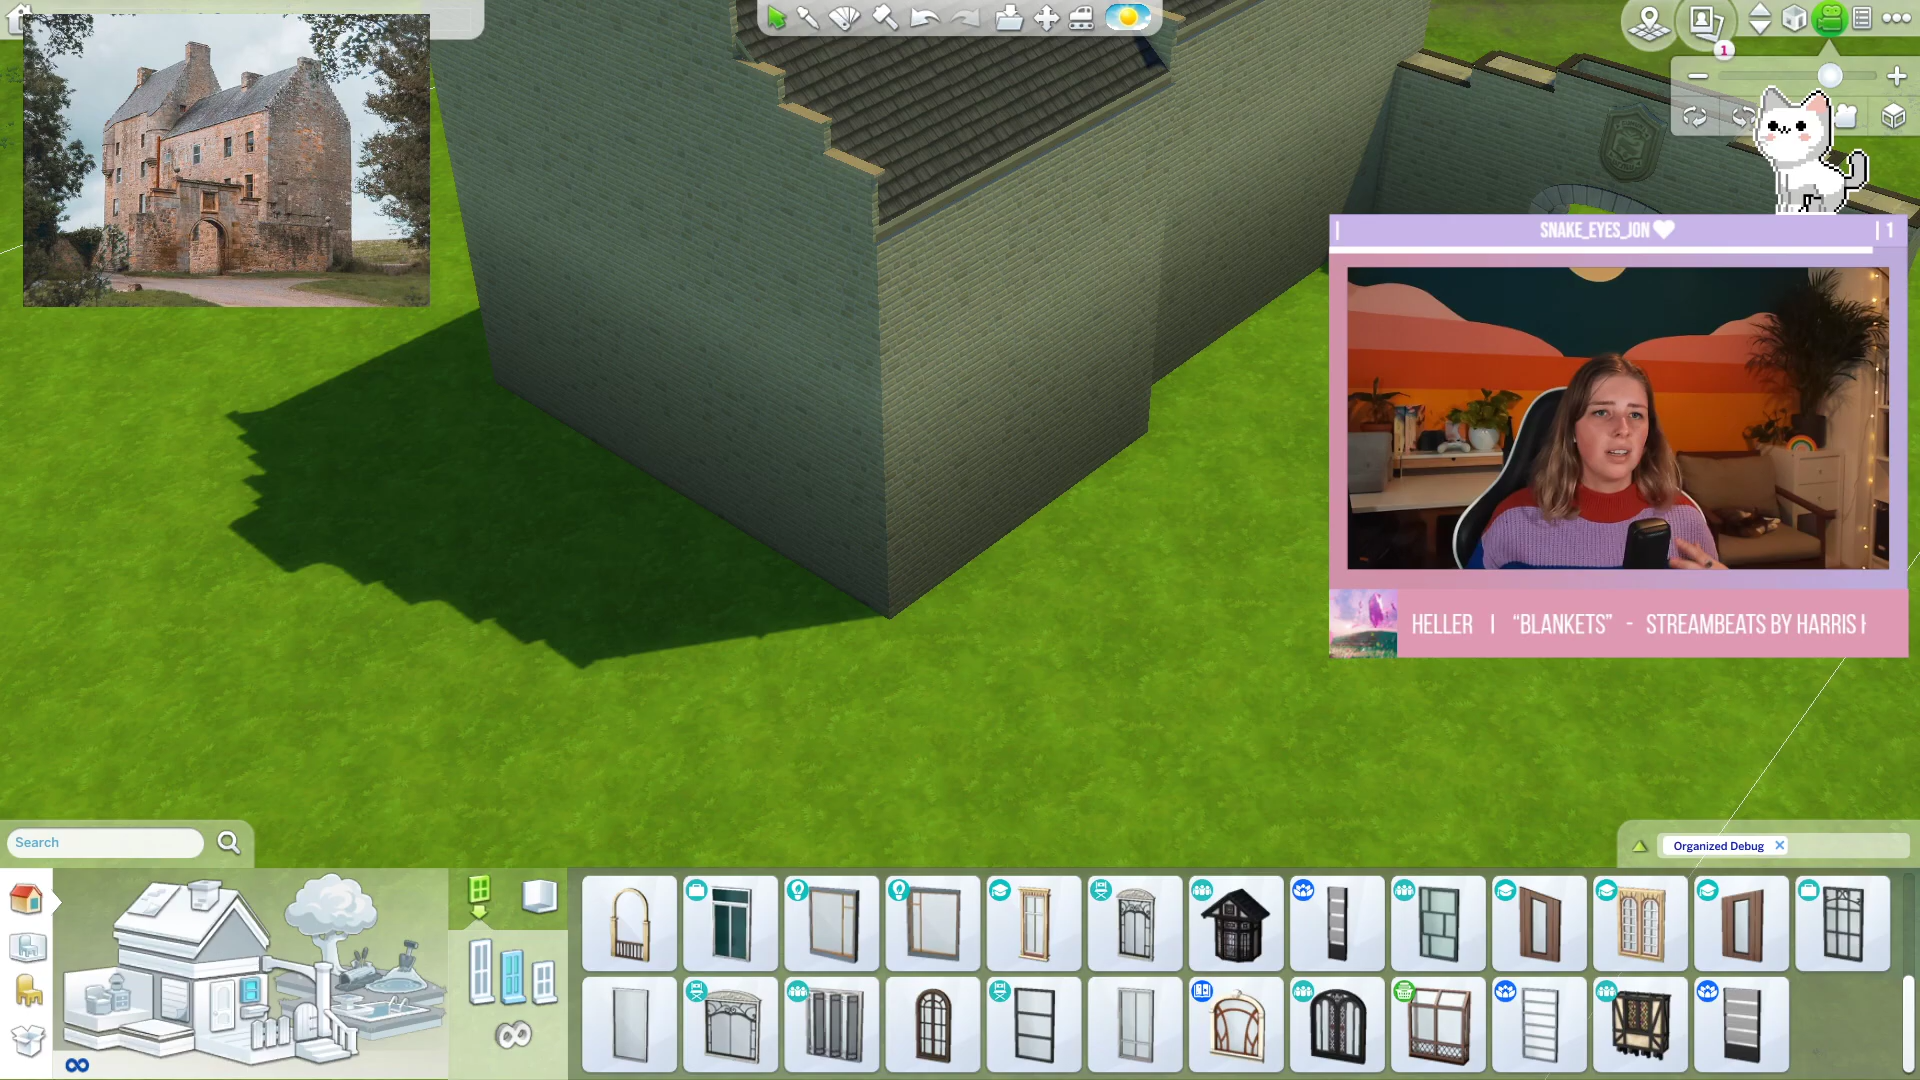 1
SNAKE_EYES_JON
1
HELLER | “BLANKETS” - STREAMBEATS BY HARRIS
Search
Organized Debug